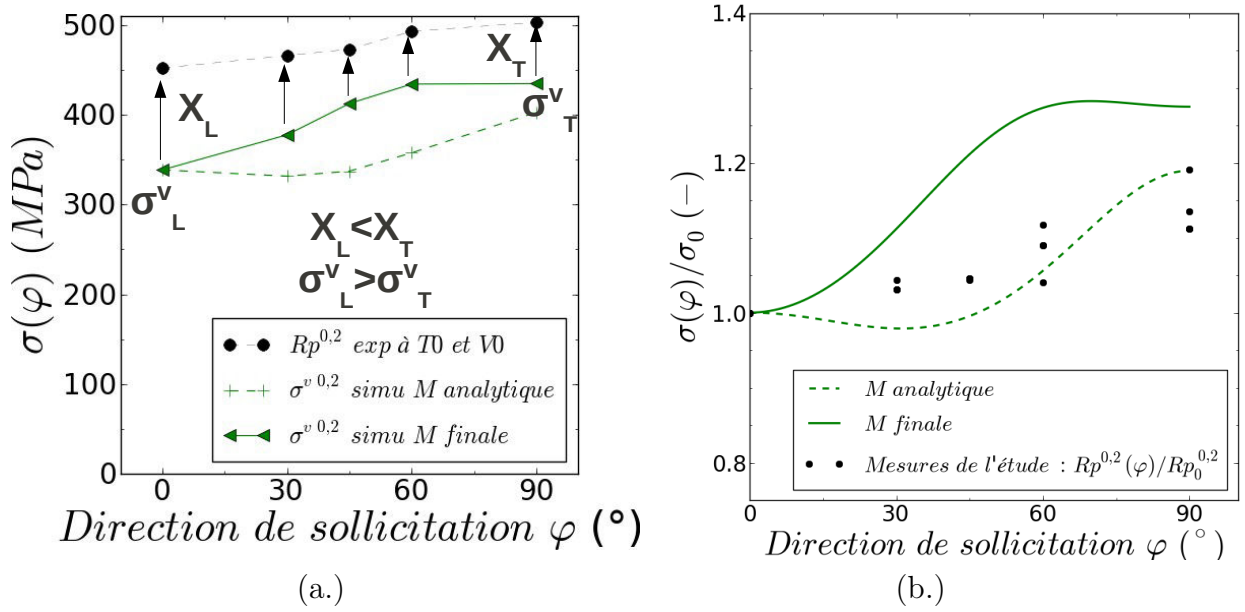 500
400
350
300
200
100
0
σ(φ) (MPa)
X_L
X_T
σ^v_T
σ^v_L
X_L<X_T
σ^v_L>σ^v_T
Rp^{0,2} exp à T0 et V0
σ^{v 0,2} simu M analytique
σ^{v 0,2} simu M finale
0 30 45 60 90
Direction de sollicitation φ (°)
(a.)
1.4
1.2
1.0
0.8
σ(φ)/σ_0 (−)
M analytique
M finale
Mesures de l'étude : Rp^{0,2}(φ)/Rp_0^{0,2}
0 30 45 60 90
Direction de sollicitation φ (°)
(b.)